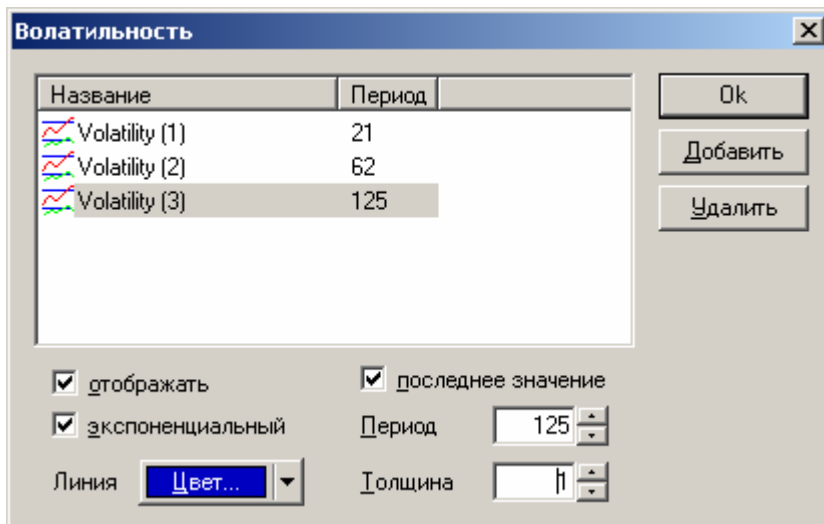 Волатильность
Название Период
Ok
Volatility (1) 21
Добавить
Volatility (2) 62
Volatility (3) 125
Удалить
отображать последнее значение
экспоненциальный Период 125
Линия Цвет... Толщина 1